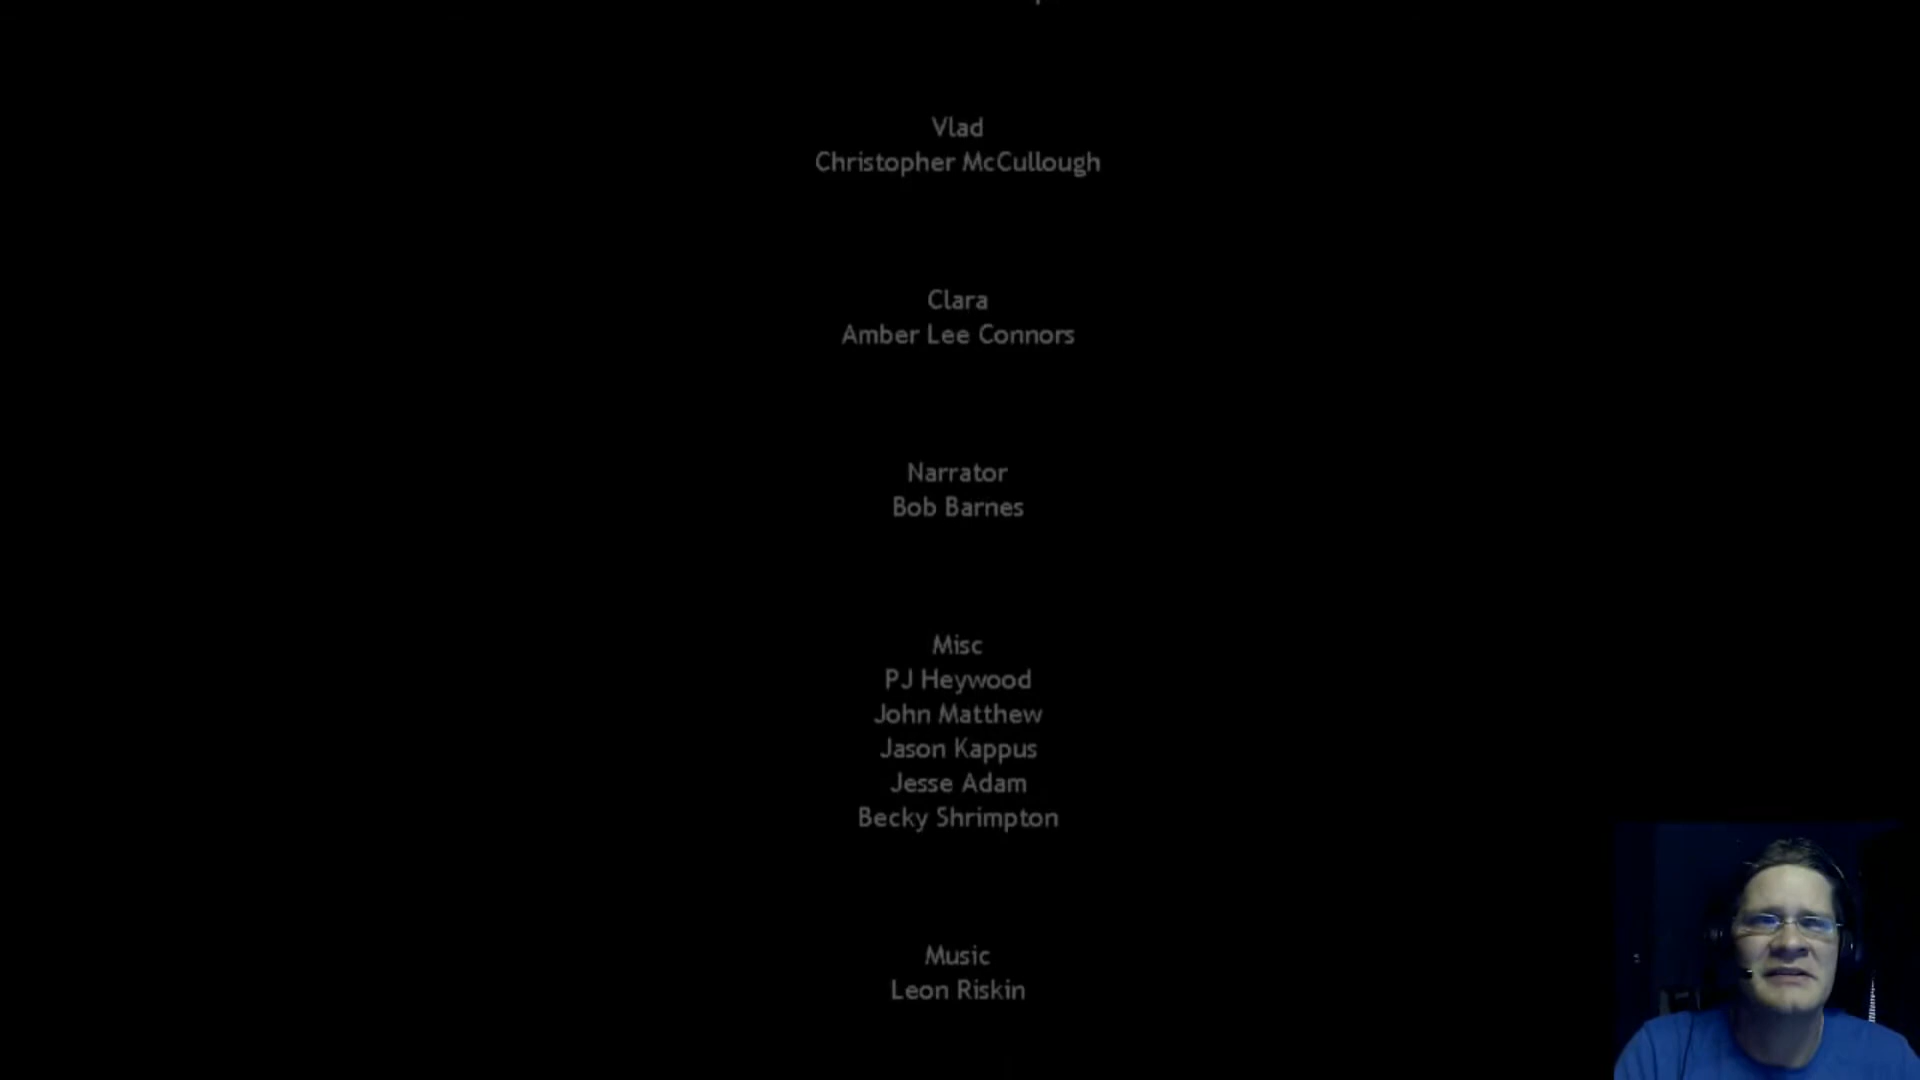 Vlad
Christopher McCullough
Clara
Amber Lee Connors
Narrator
Bob Barnes
Misc
PJ Heywood
John Matthew
Jason Kappus
Jesse Adam
Becky Shrimpton
Music
Leon Riskin